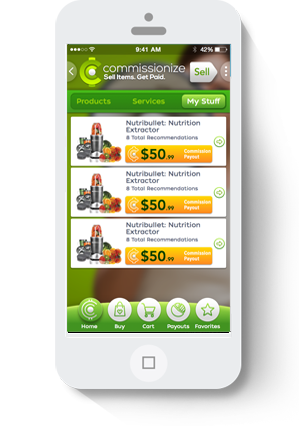 9:41 AM
42%
commissionize
Sell Items. Get Paid.
Sell
Products Services My Stuff
Nutribullet: Nutrition
Extractor
8 Total Recommendations
$50.99 Commission
Payout
Nutribullet: Nutrition
Extractor
8 Total Recommendations
$50.99 Commission
Payout
Nutribullet: Nutrition
Extractor
8 Total Recommendations
$50.99 Commission
Payout
Home Buy Cart Payouts Favorites